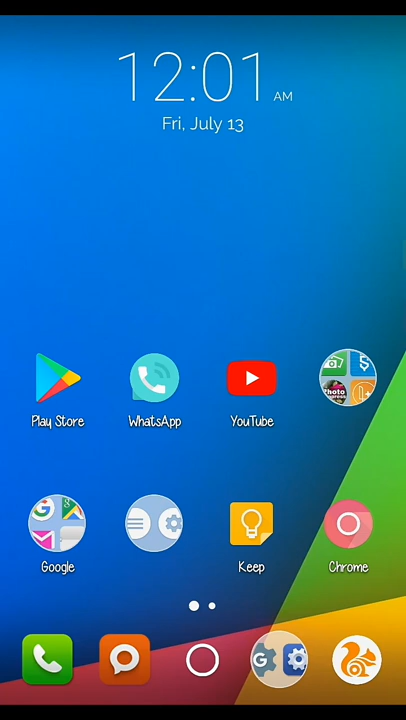 12:01 AM
Fri, July 13
Play Store
WhatsApp
YouTube
Google
Keep
Chrome